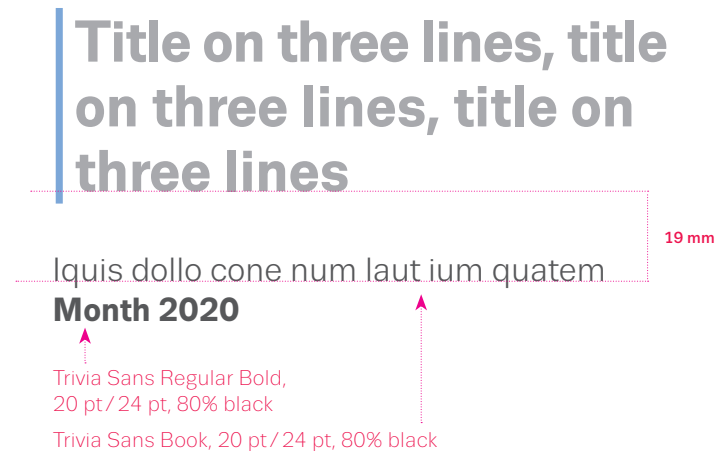 Title on three lines, title
on three lines, title on
three lines
19 mm
Iquis dollo cone num laut ium quatem
Month 2020
Trivia Sans Regular Bold,
20 pt / 24 pt, 80% black
Trivia Sans Book, 20 pt / 24 pt, 80% black